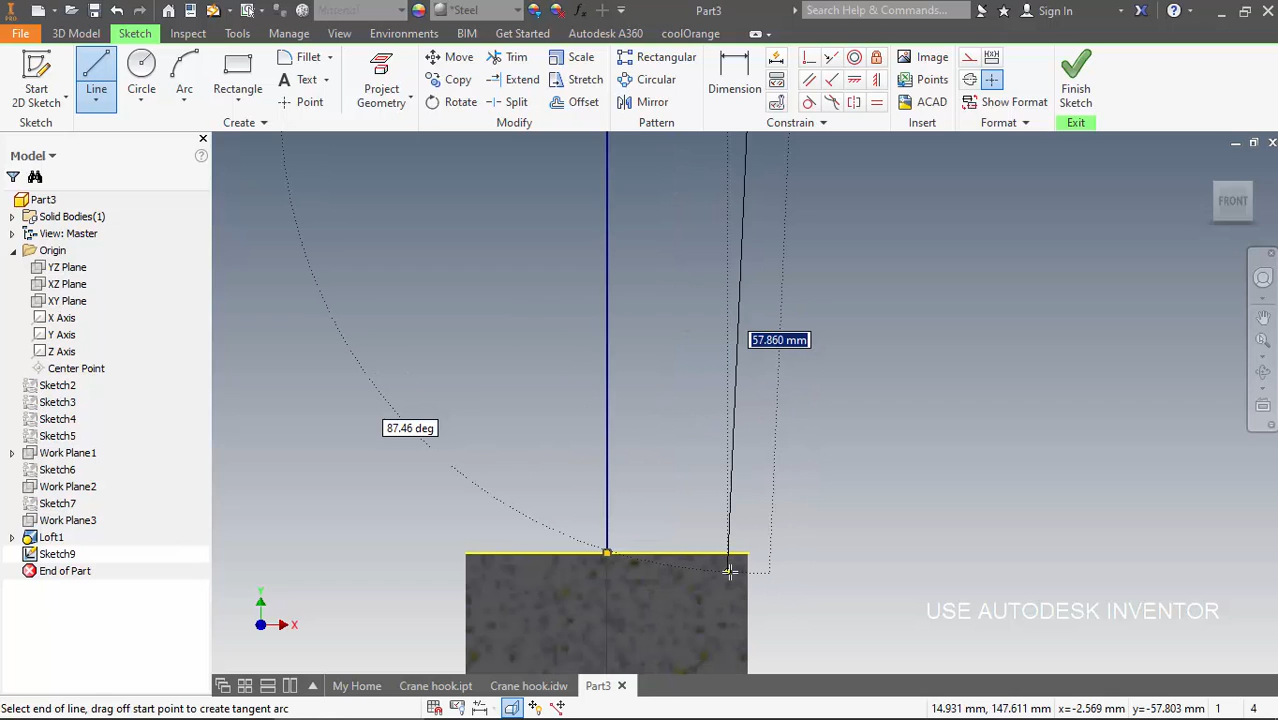 PRO
Material
*Steel
Part3
Search Help & Commands...
Sign In
File
3D Model
Sketch
Inspect
Tools
Manage
View
Environments
BIM
Get Started
Autodesk A360
coolOrange
Start
2D Sketch
Line
Circle
Arc
Rectangle
Fillet
Text
Point
Project
Geometry
Move
Copy
Rotate
Trim
Extend
Split
Scale
Stretch
Offset
Rectangular
Circular
Mirror
Dimension
Image
Points
ACAD
Show Format
Finish
Sketch
Sketch
Create
Modify
Pattern
Constrain
Insert
Format
Exit
Model
Part3
Solid Bodies(1)
View: Master
Origin
YZ Plane
XZ Plane
XY Plane
X Axis
Y Axis
Z Axis
Center Point
Sketch2
Sketch3
Sketch4
Sketch5
Work Plane1
Sketch6
Work Plane2
Sketch7
Work Plane3
Loft1
Sketch9
End of Part
FRONT
57.860 mm
87.46 deg
Y
X
USE AUTODESK INVENTOR
My Home
Crane hook.ipt
Crane hook.idw
Part3
Select end of line, drag off start point to create tangent arc
14.931 mm, 147.611 mm
x=-2.569 mm
y=-57.803 mm
1
4